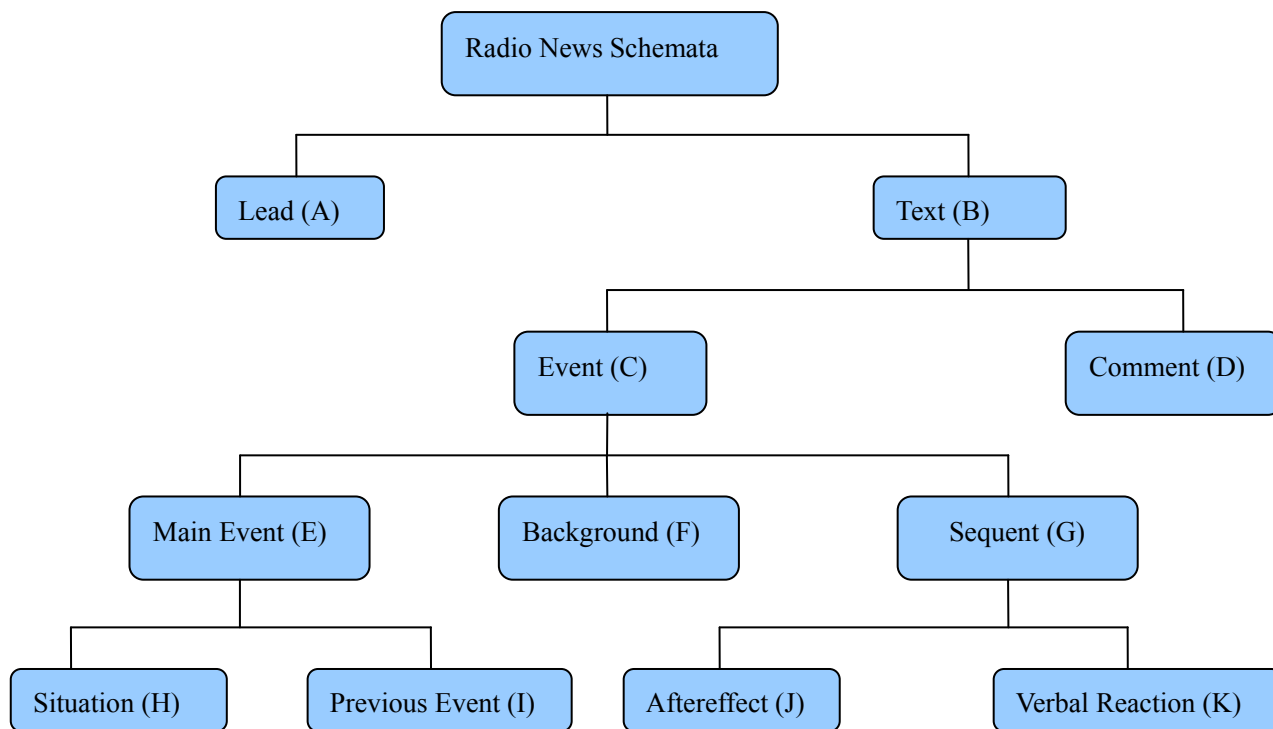 Radio News Schemata
Lead (A)
Text (B)
Event (C)
Comment (D)
Main Event (E)
Background (F)
Sequent (G)
Situation (H)
Previous Event (I)
Aftereffect (J)
Verbal Reaction (K)